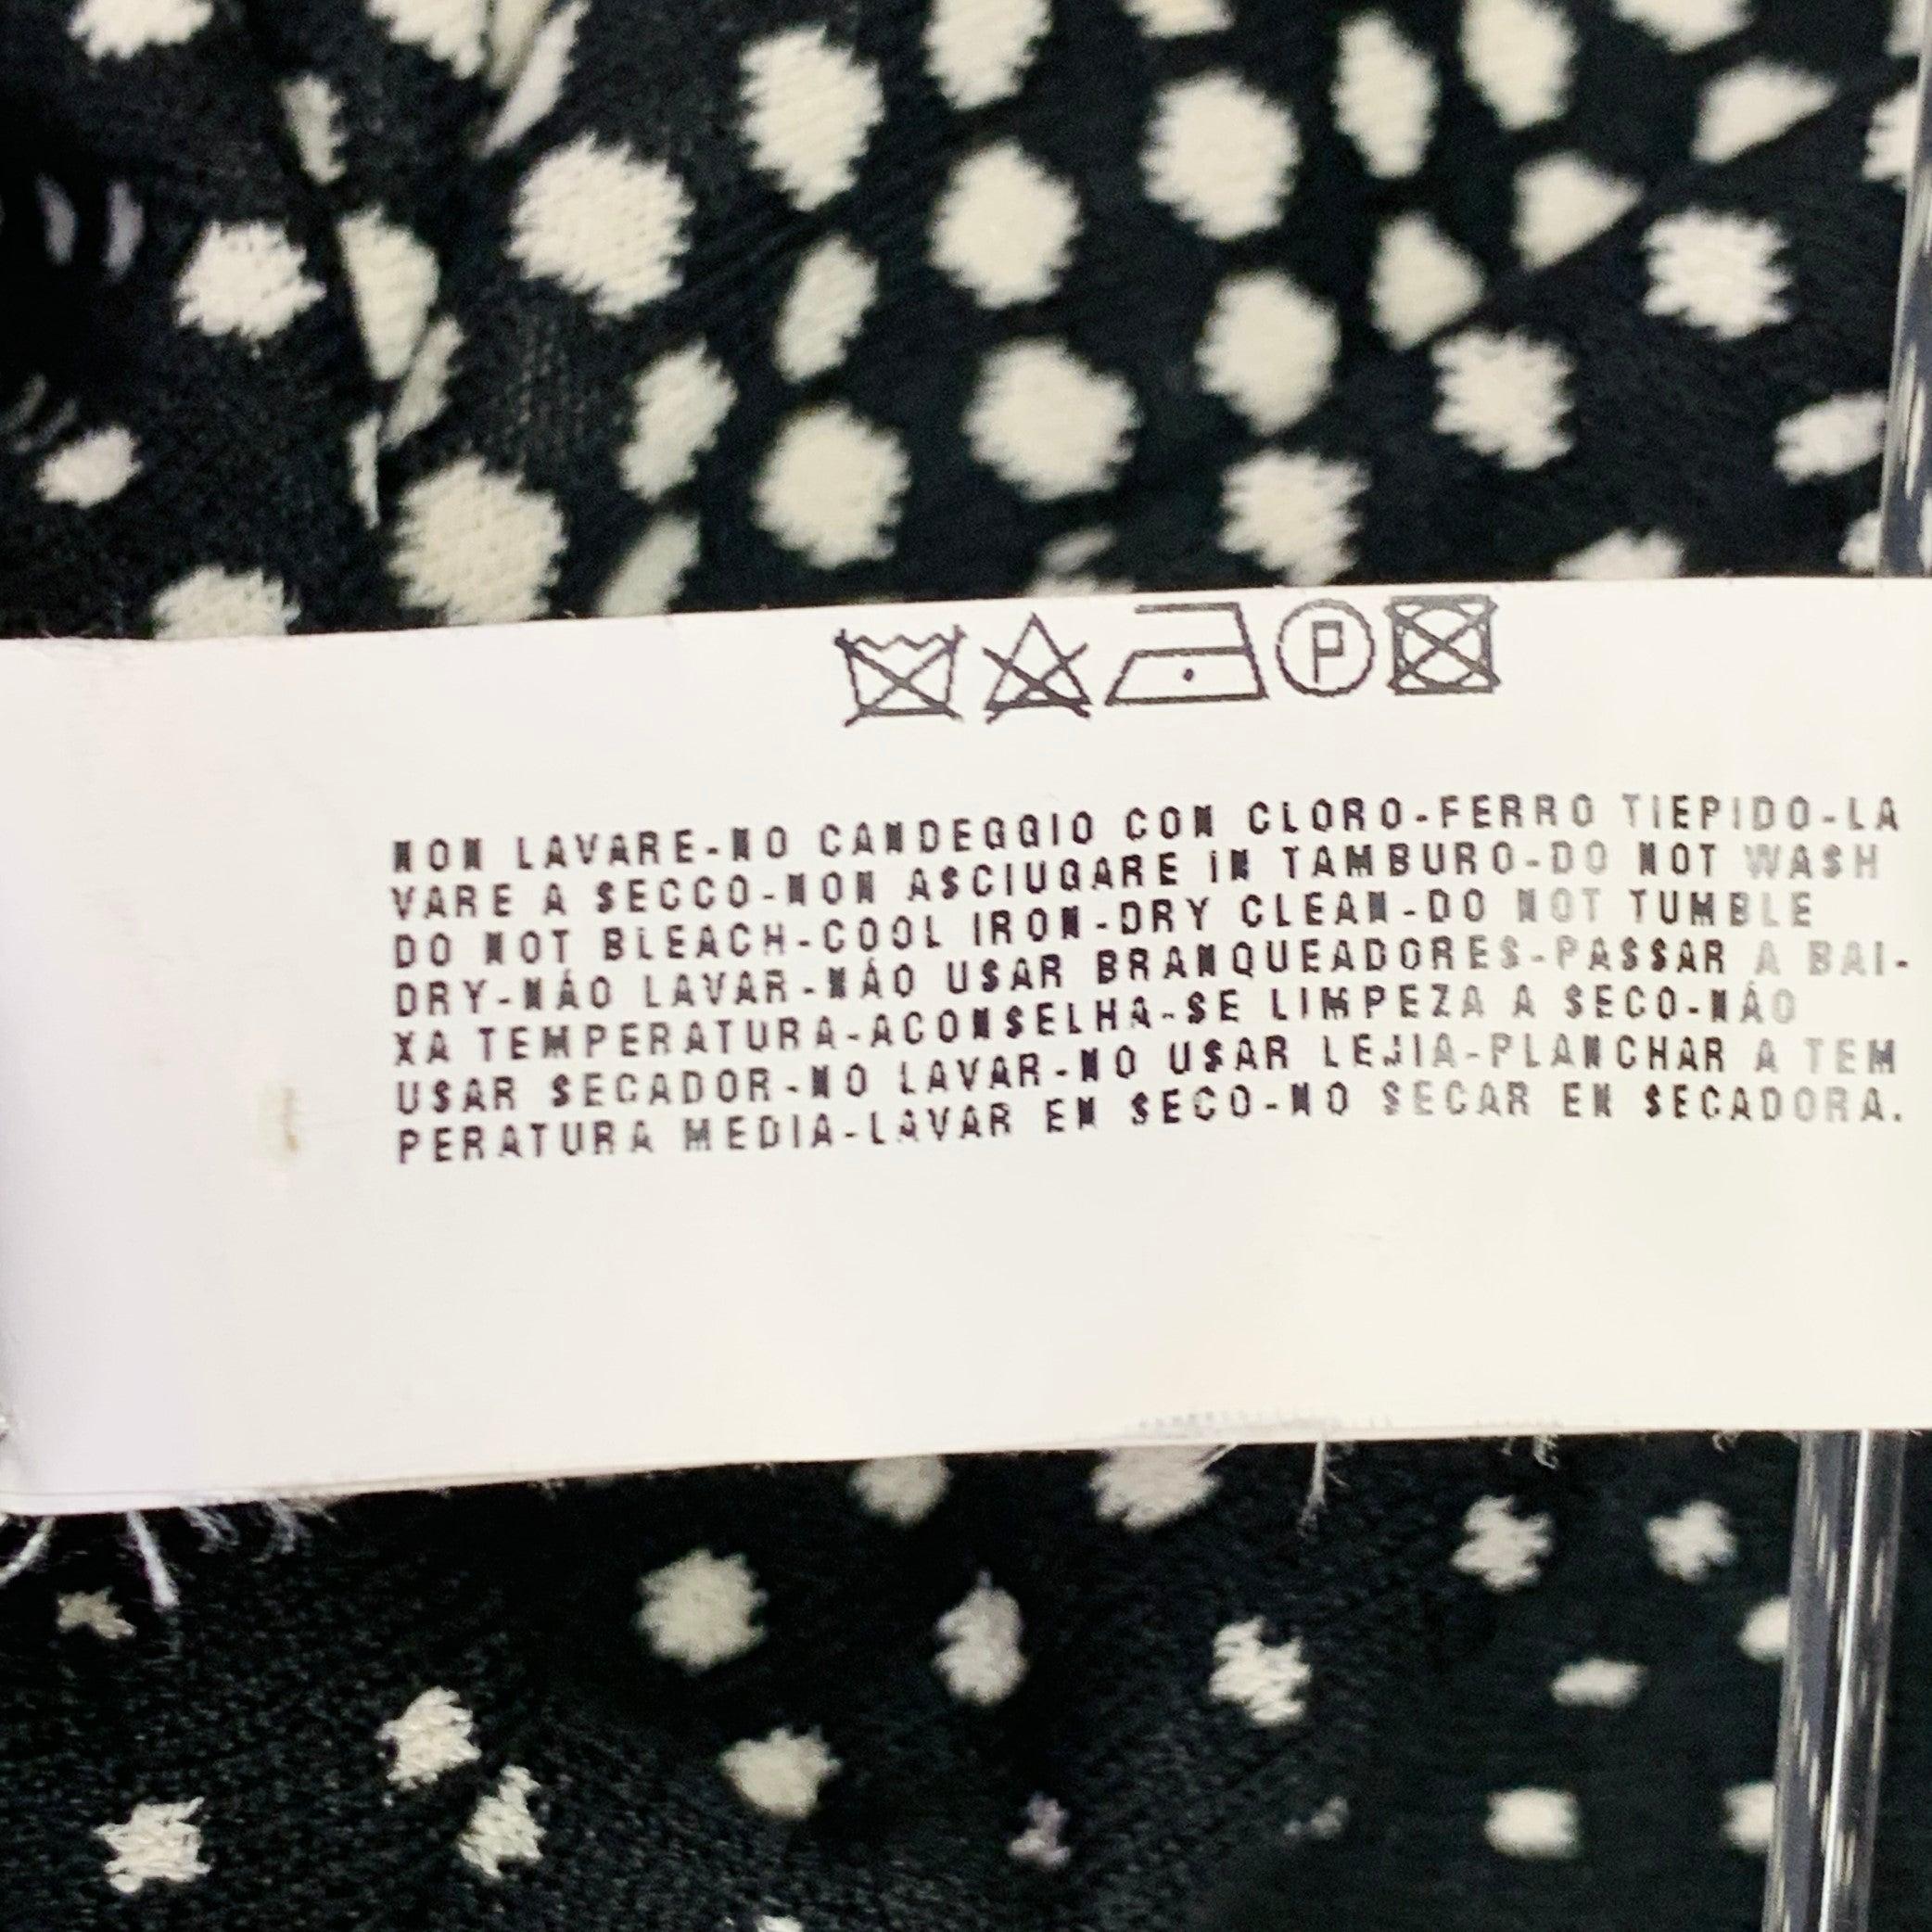 P
NON LAVARE-NO CANDEGGIO CON CLORO-FERRO TIEPIDO-LA
VARE A SECCO-NON ASCIUGARE IN TAMBURO-DO NOT WASH
DO NOT BLEACH-COOL IRON-DRY CLEAN-DO NOT TUMBLE
DRY-NÃO LAVAR-NÃO USAR BRANQUEADORES-PASSAR A BAI-
XA TEMPERATURA-ACONSELHA-SE LIMPEZA A SECO-NÃO
USAR SECADOR-NO LAVAR-NO USAR LEJIA-PLANCHAR A TEM
PERATURA MEDIA-LAVAR EN SECO-NO SECAR EN SECADORA.